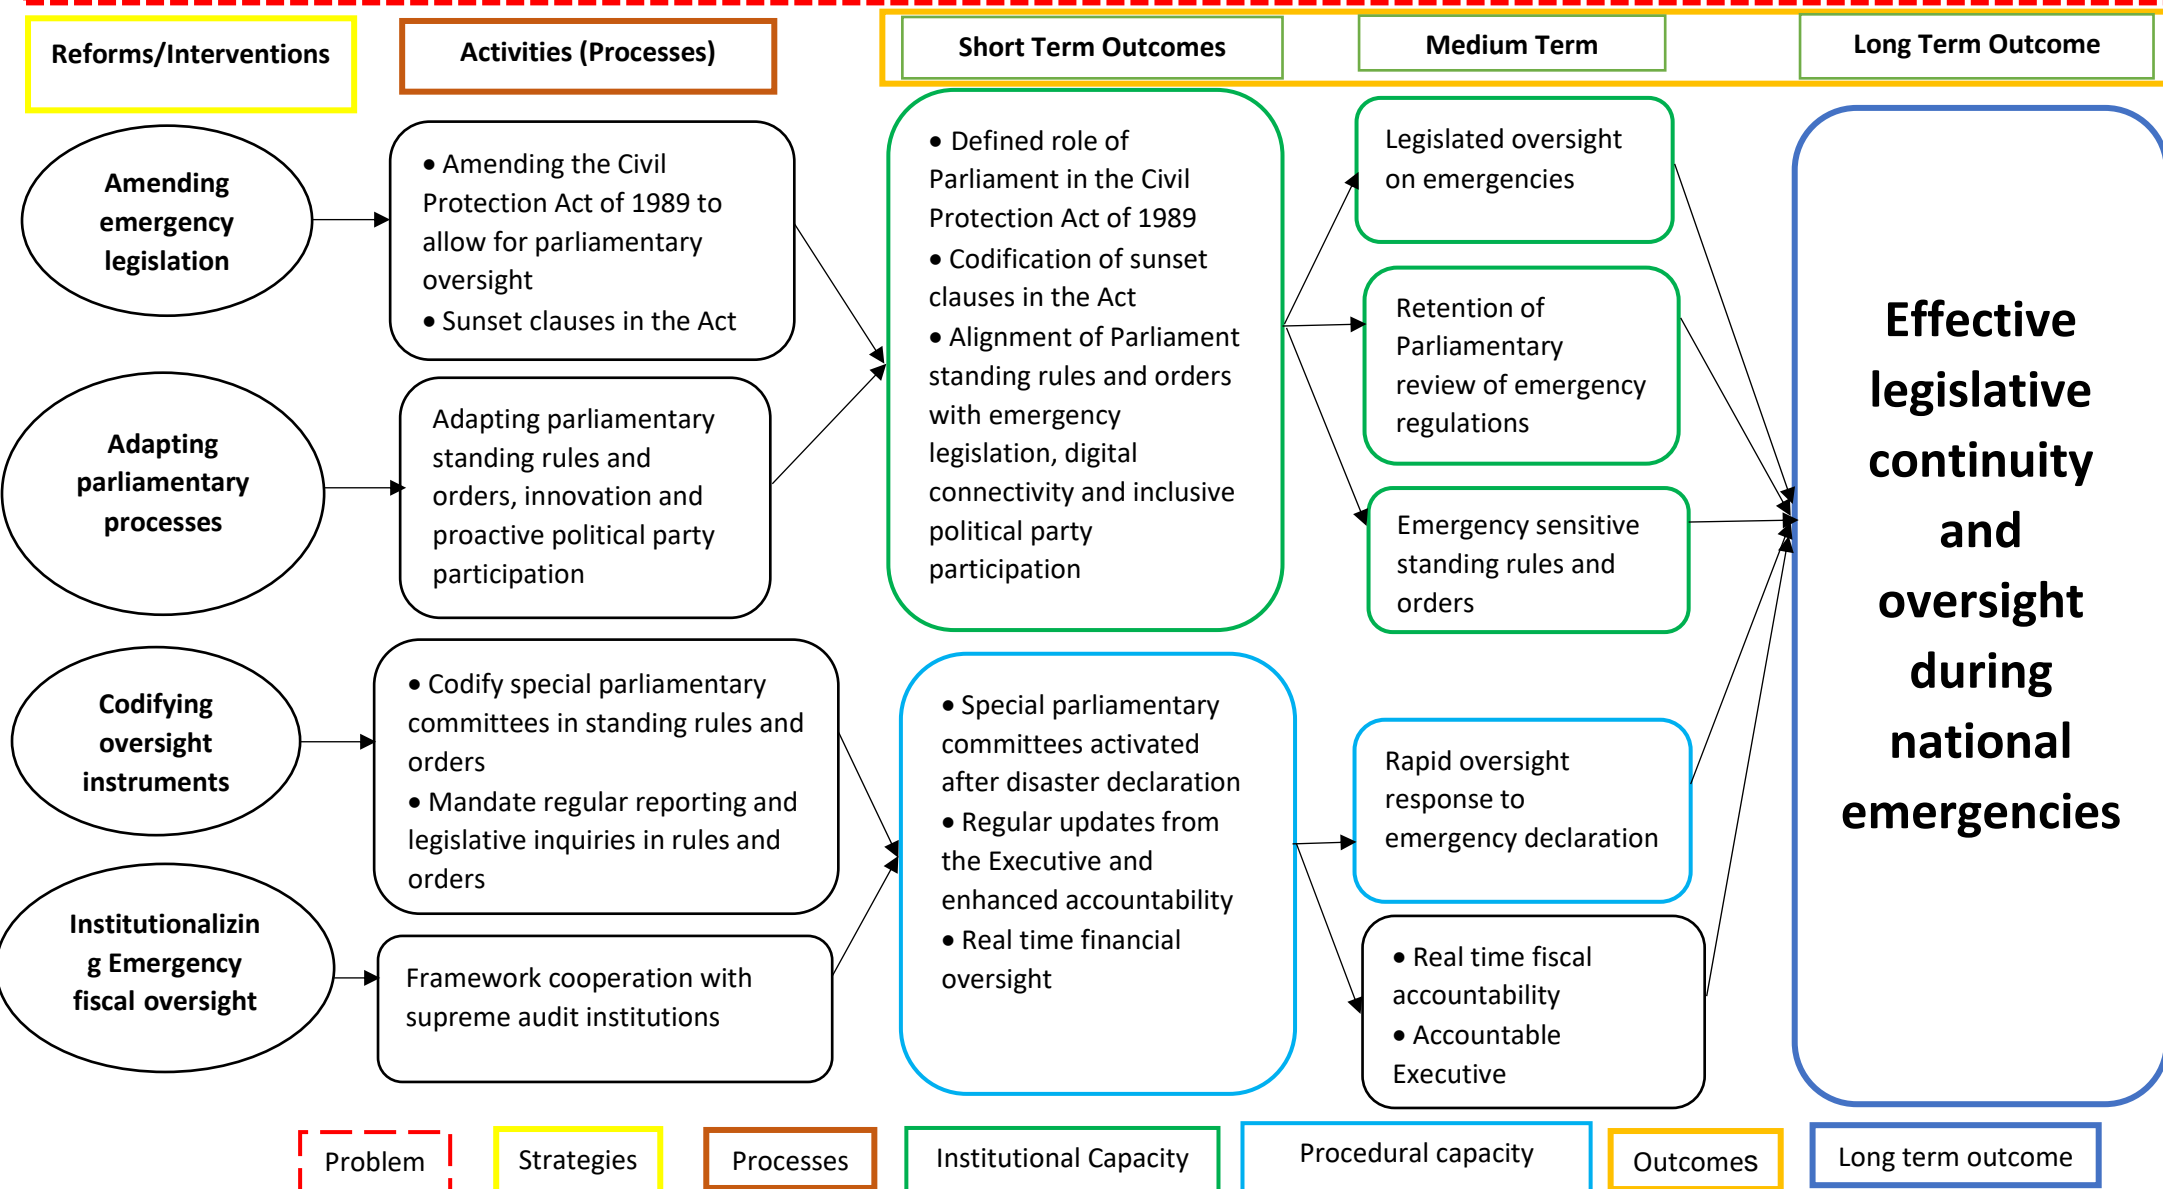 Reforms/Interventions
Activities (Processes)
Short Term Outcomes
Medium Term
Long Term Outcome
Amending
emergency
legislation
• Amending the Civil
Protection Act of 1989 to
allow for parliamentary
oversight
• Sunset clauses in the Act
Adapting
parliamentary
processes
Adapting parliamentary
standing rules and
orders, innovation and
proactive political party
participation
Codifying
oversight
instruments
• Codify special parliamentary
committees in standing rules and
orders
• Mandate regular reporting and
legislative inquiries in rules and
orders
Institutionalizin
g Emergency
fiscal oversight
Framework cooperation with
supreme audit institutions
• Defined role of
Parliament in the Civil
Protection Act of 1989
• Codification of sunset
clauses in the Act
• Alignment of Parliament
standing rules and orders
with emergency
legislation, digital
connectivity and inclusive
political party
participation
• Special parliamentary
committees activated
after disaster declaration
• Regular updates from
the Executive and
enhanced accountability
• Real time financial
oversight
Legislated oversight
on emergencies
Retention of
Parliamentary
review of emergency
regulations
Emergency sensitive
standing rules and
orders
Rapid oversight
response to
emergency declaration
• Real time fiscal
accountability
• Accountable
Executive
Effective
legislative
continuity
and
oversight
during
national
emergencies
Problem
Strategies
Processes
Institutional Capacity
Procedural capacity
Outcomes
Long term outcome